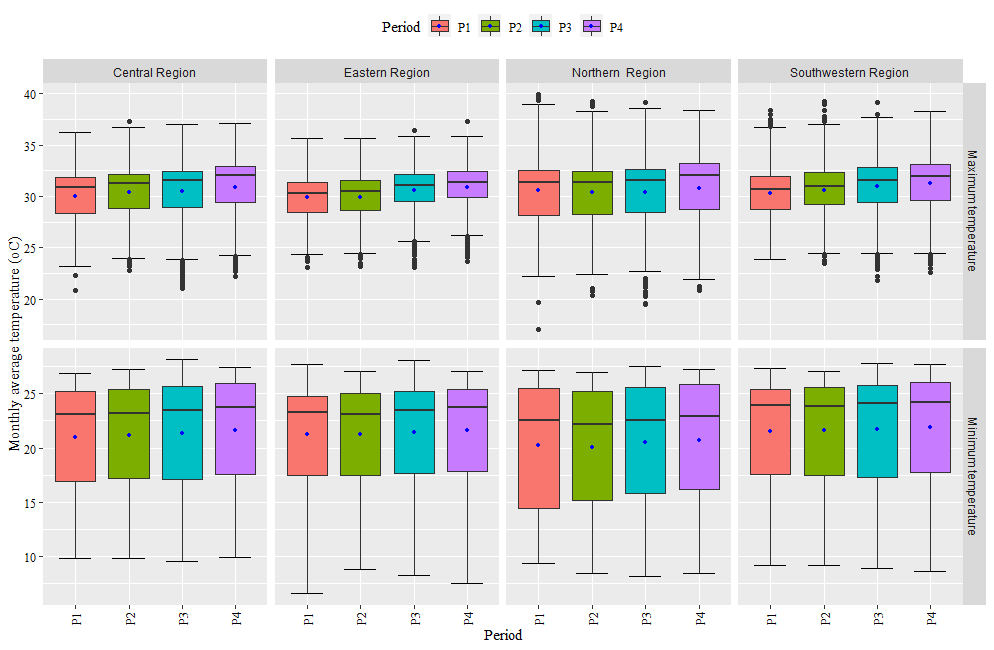 Period P1 P2 P3 P4
Central Region Eastern Region Northern Region Southwestern Region
Monthly average temperature (oC)
40
35
30
25
20
Maximum temperature
25
20
15
10
Minimum temperature
P1 P2 P3 P4 P1 P2 P3 P4 P1 P2 P3 P4 P1 P2 P3 P4
Period